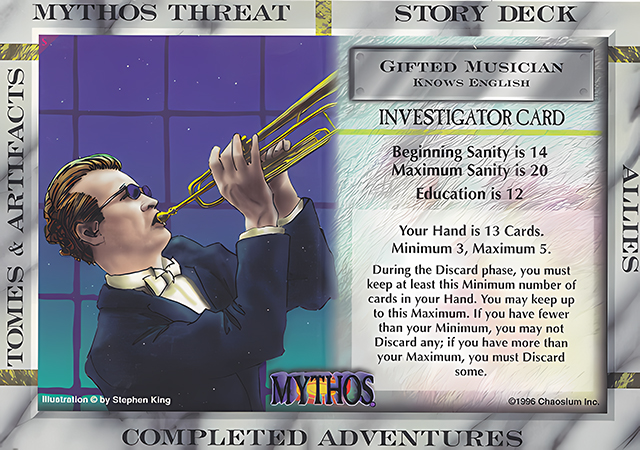 MYTHOS THREAT
STORY DECK
TOMES & ARTIFACTS
ALLIES
GIFTED MUSICIAN
KNOWS ENGLISH
INVESTIGATOR CARD
Beginning Sanity is 14
Maximum Sanity is 20
Education is 12
Your Hand is 13 Cards.
Minimum 3, Maximum 5.
During the Discard phase, you must
keep at least this Minimum number of
cards in your Hand. You may keep up
to this Maximum. If you have fewer
than your Minimum, you may not
Discard any; if you have more than
your Maximum, you must Discard
some.
MYTHOS
Illustration © by Stephen King
©1996 Chaosium Inc.
COMPLETED ADVENTURES